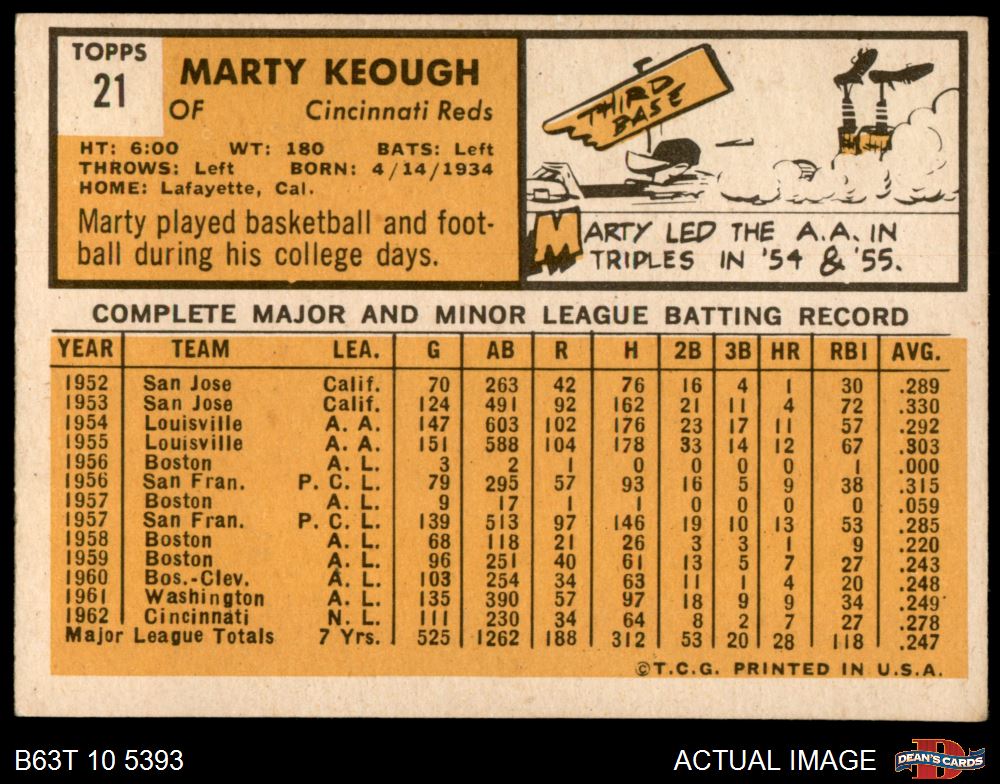 TOPPS
21
MARTY KEOUGH
OF Cincinnati Reds
HT: 6:00 WT: 180 BATS: Left
THROWS: Left BORN: 4/14/1934
HOME: Lafayette, Cal.
Marty played basketball and foot-
ball during his college days.
THIRD
BASE
MARTY LED THE A.A. IN
TRIPLES IN '54 & '55.
COMPLETE MAJOR AND MINOR LEAGUE BATTING RECORD
YEAR TEAM LEA. G AB R H 2B 3B HR RBI AVG.
1952 San Jose Calif. 70 263 42 76 16 4 1 30 .289
1953 San Jose Calif. 124 491 92 162 21 11 4 72 .330
1954 Louisville A. A. 147 603 102 176 23 17 11 57 .292
1955 Louisville A. A. 151 588 104 178 33 14 12 67 .303
1956 Boston A. L. 3 2 1 0 0 0 0 1 .000
1956 San Fran. P. C. L. 79 295 57 93 16 5 9 38 .315
1957 Boston A. L. 9 17 1 1 0 0 0 0 .059
1957 San Fran. P. C. L. 139 513 97 146 19 10 13 53 .285
1958 Boston A. L. 68 118 21 26 3 3 1 9 .220
1959 Boston A. L. 96 251 40 61 13 5 7 27 .243
1960 Bos.-Clev. A. L. 103 254 34 63 11 1 4 20 .248
1961 Washington A. L. 135 390 57 97 18 9 9 34 .249
1962 Cincinnati N. L. 111 230 34 64 8 2 7 27 .278
Major League Totals 7 Yrs. 525 1262 188 312 53 20 28 118 .247
©T.C.G. PRINTED IN U.S.A.
B63T 10 5393 ACTUAL IMAGE
D
DEAN'S CARDS